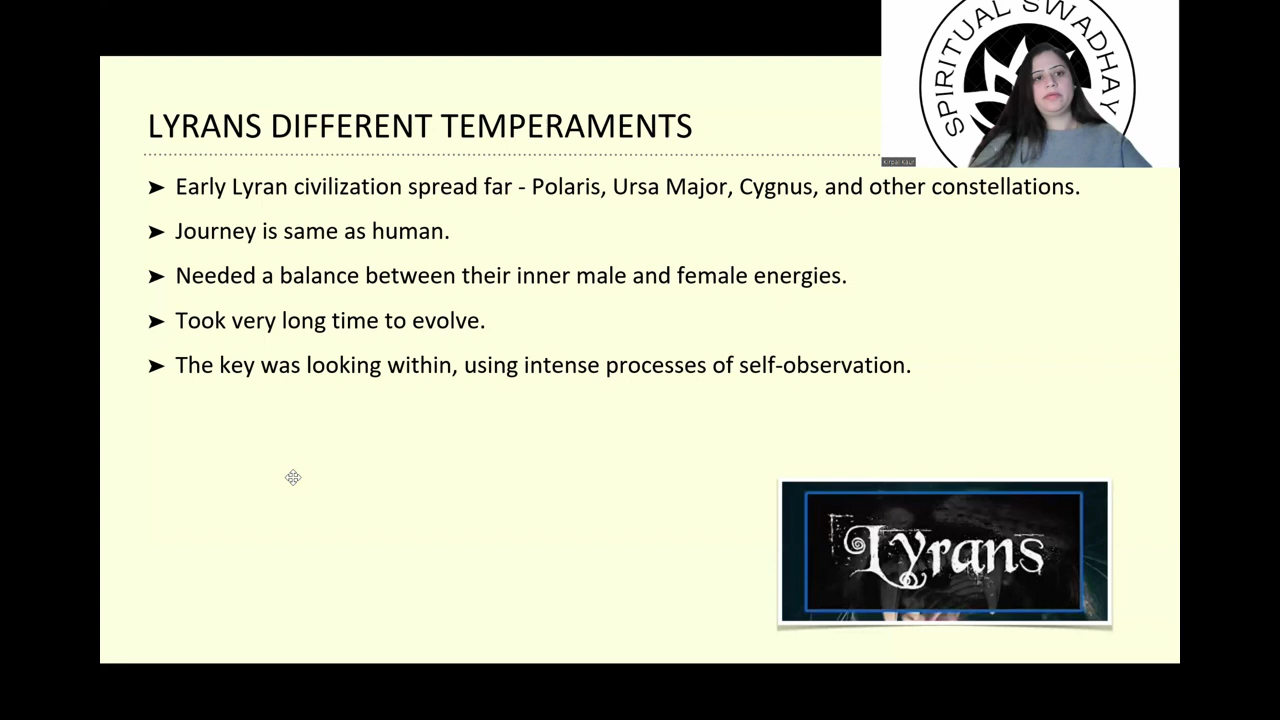 SPIRITUAL SWADHAY
Kirpal Kaur
LYRANS DIFFERENT TEMPERAMENTS
➤ Early Lyran civilization spread far - Polaris, Ursa Major, Cygnus, and other constellations.
➤ Journey is same as human.
➤ Needed a balance between their inner male and female energies.
➤ Took very long time to evolve.
➤ The key was looking within, using intense processes of self-observation.
Lyrans